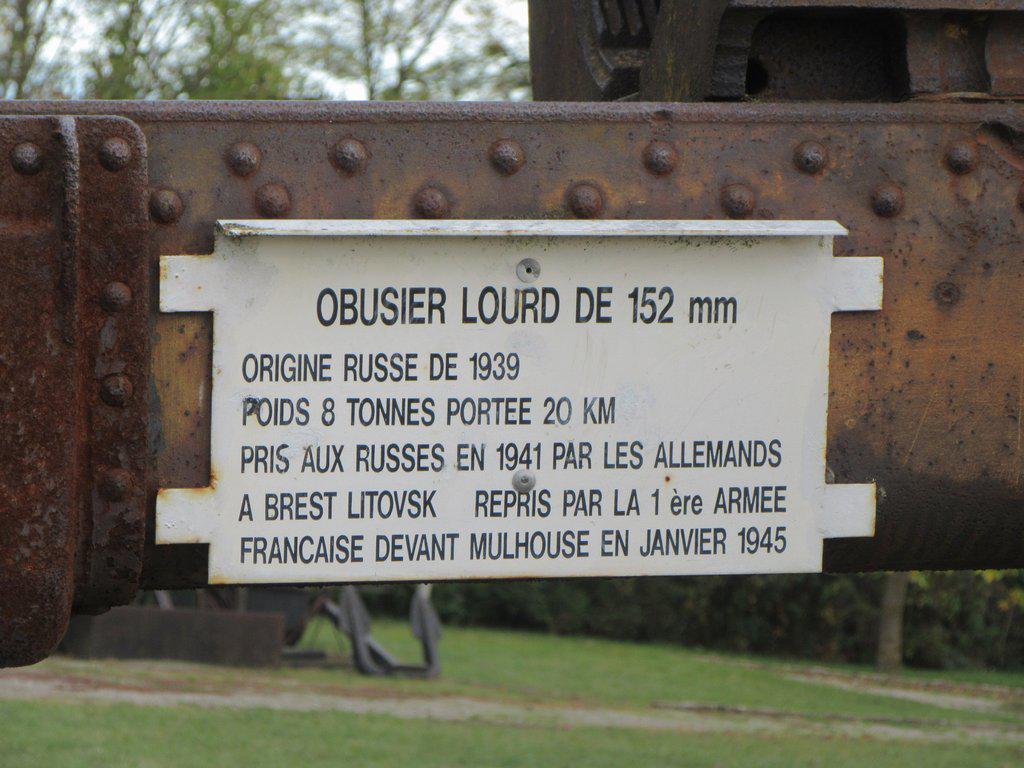 OBUSIER LOURD DE 152 mm
ORIGINE RUSSE DE 1939
POIDS 8 TONNES PORTEE 20 KM
PRIS AUX RUSSES EN 1941 PAR LES ALLEMANDS
A BREST LITOVSK REPRIS PAR LA 1 ère ARMEE
FRANCAISE DEVANT MULHOUSE EN JANVIER 1945